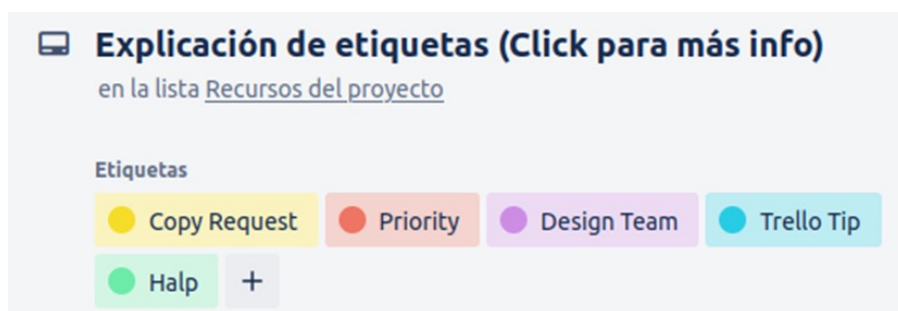 Explicación de etiquetas (Click para más info)
en la lista Recursos del proyecto
Etiquetas
Copy Request Priority Design Team Trello Tip
Halp +